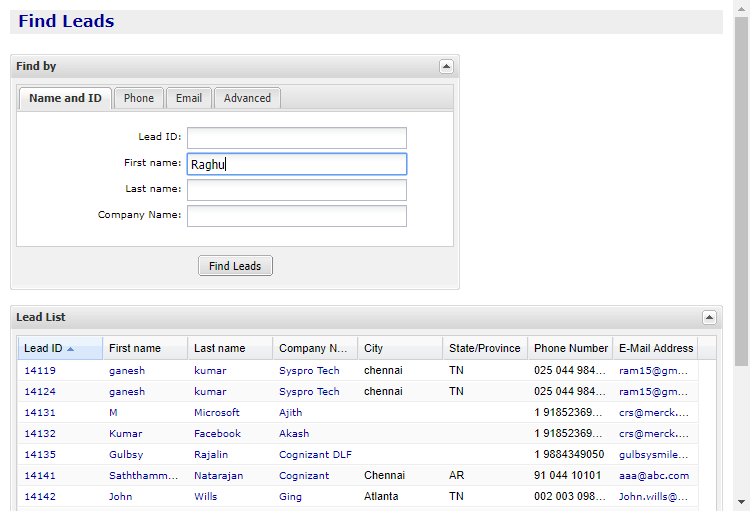 Find Leads
Find by
Name and ID Phone Email Advanced
Lead ID:
First name: Raghu
Last name:
Company Name:
Find Leads
Lead List
Lead ID First name Last name Company N... City State/Province Phone Number E-Mail Address
14119 ganesh kumar Syspro Tech chennai TN 025 044 984... ram15@gm...
14124 ganesh kumar Syspro Tech chennai TN 025 044 984... ram15@gm...
14131 M Microsoft Ajith 1 91852369... crs@merck....
14132 Kumar Facebook Akash 1 91852369... crs@merck....
14135 Gulbsy Rajalin Cognizant DLF 1 9884349050 gulbsysmile...
14141 Saththamm... Natarajan Cognizant Chennai AR 91 044 10101 aaa@abc.com
14142 John Wills Ging Atlanta TN 002 003 098... John.wills@...